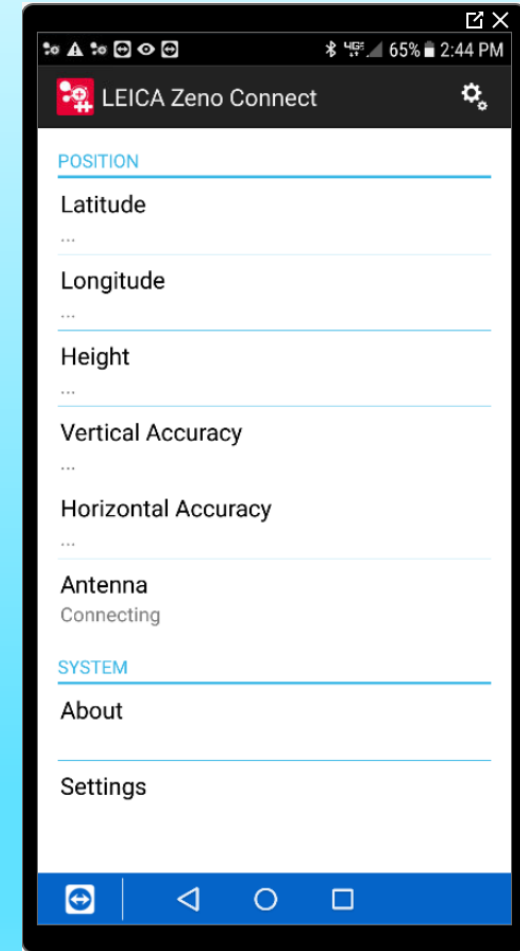 4GE 65% 2:44 PM
LEICA Zeno Connect
POSITION
Latitude
...
Longitude
...
Height
...
Vertical Accuracy
...
Horizontal Accuracy
...
Antenna
Connecting
SYSTEM
About
Settings